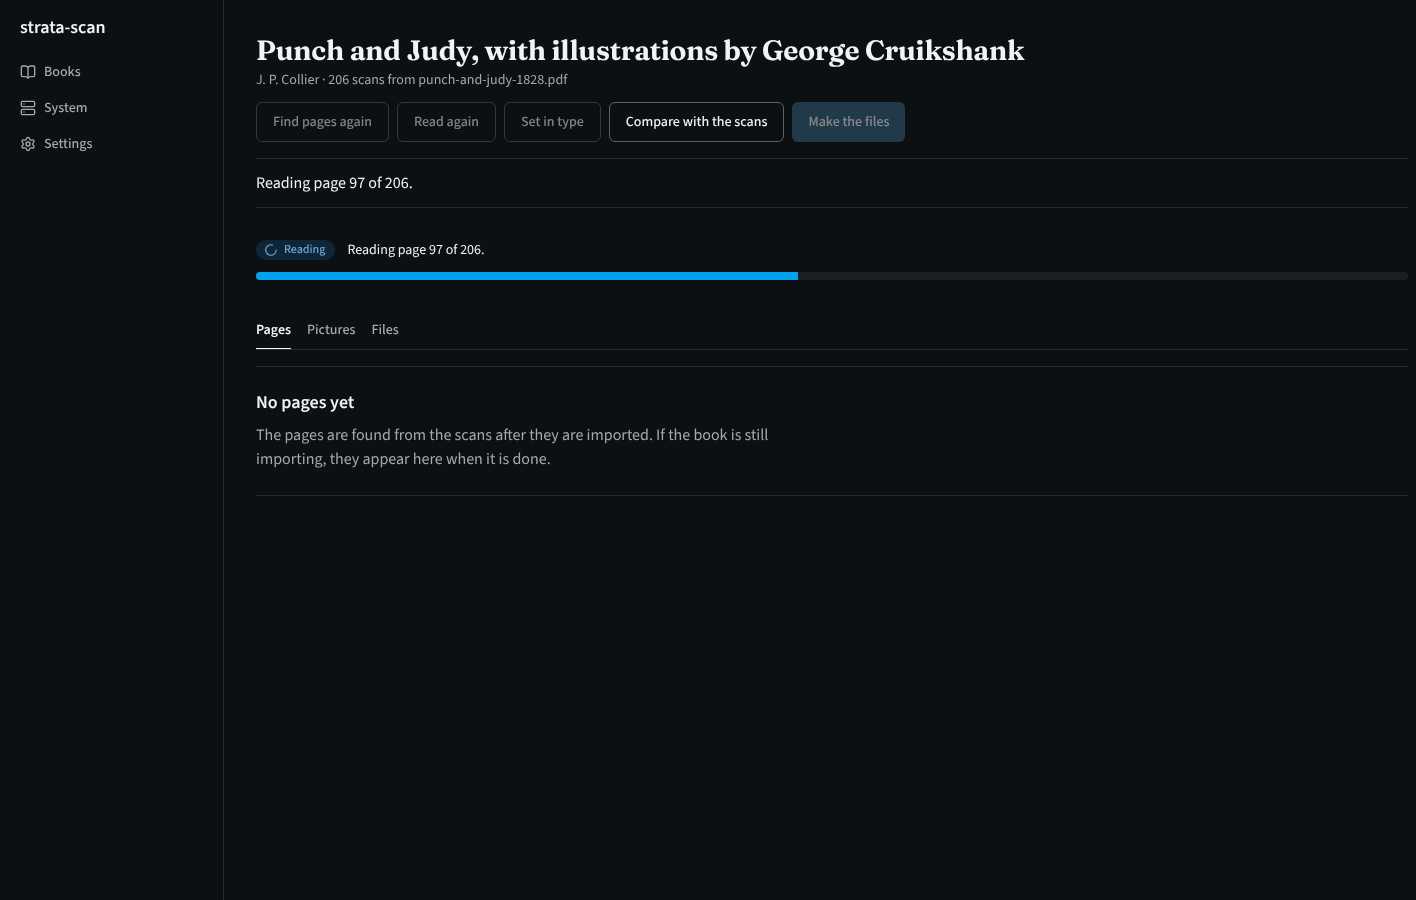 strata-scan
Books
System
Settings
Punch and Judy, with illustrations by George Cruikshank
J. P. Collier · 206 scans from punch-and-judy-1828.pdf
Find pages again
Read again
Set in type
Compare with the scans
Make the files
Reading page 97 of 206.
Reading
Reading page 97 of 206.
Pages
Pictures
Files
No pages yet
The pages are found from the scans after they are imported. If the book is still
importing, they appear here when it is done.